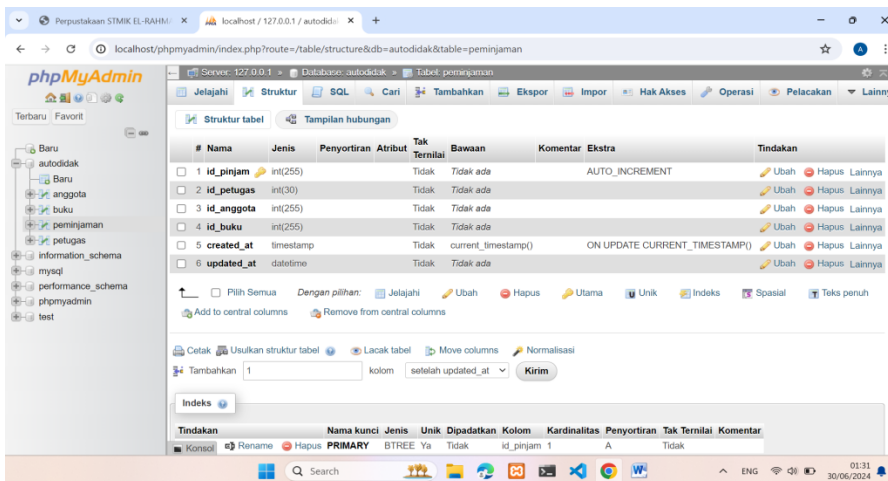 Perpustakaan STMIK EL-RAHMA
localhost / 127.0.0.1 / autodidal
localhost/phpmyadmin/index.php?route=/table/structure&db=autodidak&table=peminjaman
A
phpMyAdmin
Terbaru Favorit
Baru
autodidak
Baru
anggota
buku
peminjaman
petugas
information_schema
mysql
performance_schema
phpmyadmin
test
Server: 127.0.0.1 » Database: autodidak » Tabel: peminjaman
Jelajahi Struktur SQL Cari Tambahkan Ekspor Impor Hak Akses Operasi Pelacakan Lainny
Struktur tabel Tampilan hubungan
# Nama Jenis Penyortiran Atribut Tak Ternilai Bawaan Komentar Ekstra Tindakan
1 id_pinjam int(255) Tidak Tidak ada AUTO_INCREMENT Ubah Hapus Lainnya
2 id_petugas int(30) Tidak Tidak ada Ubah Hapus Lainnya
3 id_anggota int(255) Tidak Tidak ada Ubah Hapus Lainnya
4 id_buku int(255) Tidak Tidak ada Ubah Hapus Lainnya
5 created_at timestamp Tidak current_timestamp() ON UPDATE CURRENT_TIMESTAMP() Ubah Hapus Lainnya
6 updated_at datetime Tidak Tidak ada Ubah Hapus Lainnya
Pilih Semua Dengan pilihan: Jelajahi Ubah Hapus Utama Unik Indeks Spasial Teks penuh
Add to central columns Remove from central columns
Cetak Usulkan struktur tabel Lacak tabel Move columns Normalisasi
Tambahkan 1 kolom setelah updated_at Kirim
Indeks
Tindakan Nama kunci Jenis Unik Dipadatkan Kolom Kardinalitas Penyortiran Tak Ternilai Komentar
Konsol Rename Hapus PRIMARY BTREE Ya Tidak id_pinjam 1 A Tidak
Search
ENG
01:31
30/06/2024